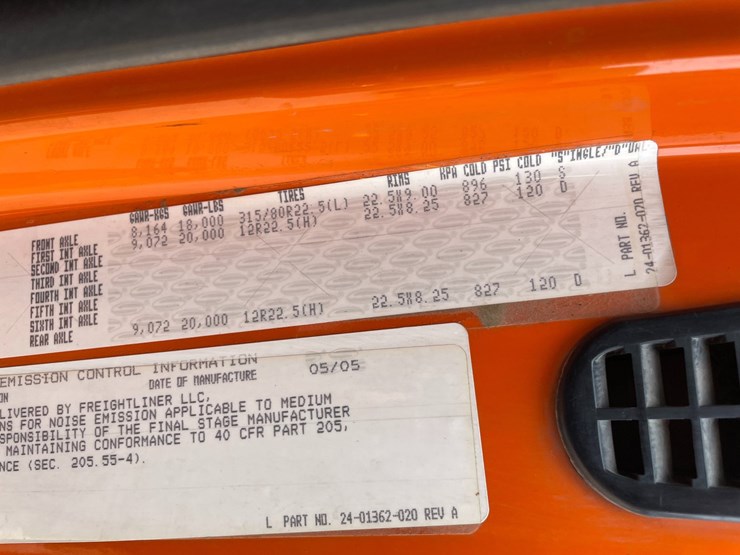 GAWR-KGS GAWR-LBS TIRES RIMS KPA COLD PSI COLD "S"INGLE/"D"UAL
FRONT AXLE 8,164 18,000 315/80R22.5(L) 22.5X9.00 896 130 S
FIRST INT AXLE 9,072 20,000 12R22.5(H) 22.5X8.25 827 120 D
SECOND INT AXLE
THIRD INT AXLE
FOURTH INT AXLE
FIFTH INT AXLE
SIXTH INT AXLE
REAR AXLE 9,072 20,000 12R22.5(H) 22.5X8.25 827 120 D
L PART NO.
24-01362-070 REV A
EMISSION CONTROL INFORMATION
ON DATE OF MANUFACTURE 05/05
LIVERED BY FREIGHTLINER LLC,
NS FOR NOISE EMISSION APPLICABLE TO MEDIUM
SPONSIBILITY OF THE FINAL STAGE MANUFACTURER
MAINTAINING CONFORMANCE TO 40 CFR PART 205,
NCE (SEC. 205.55-4).
L PART NO. 24-01362-020 REV A